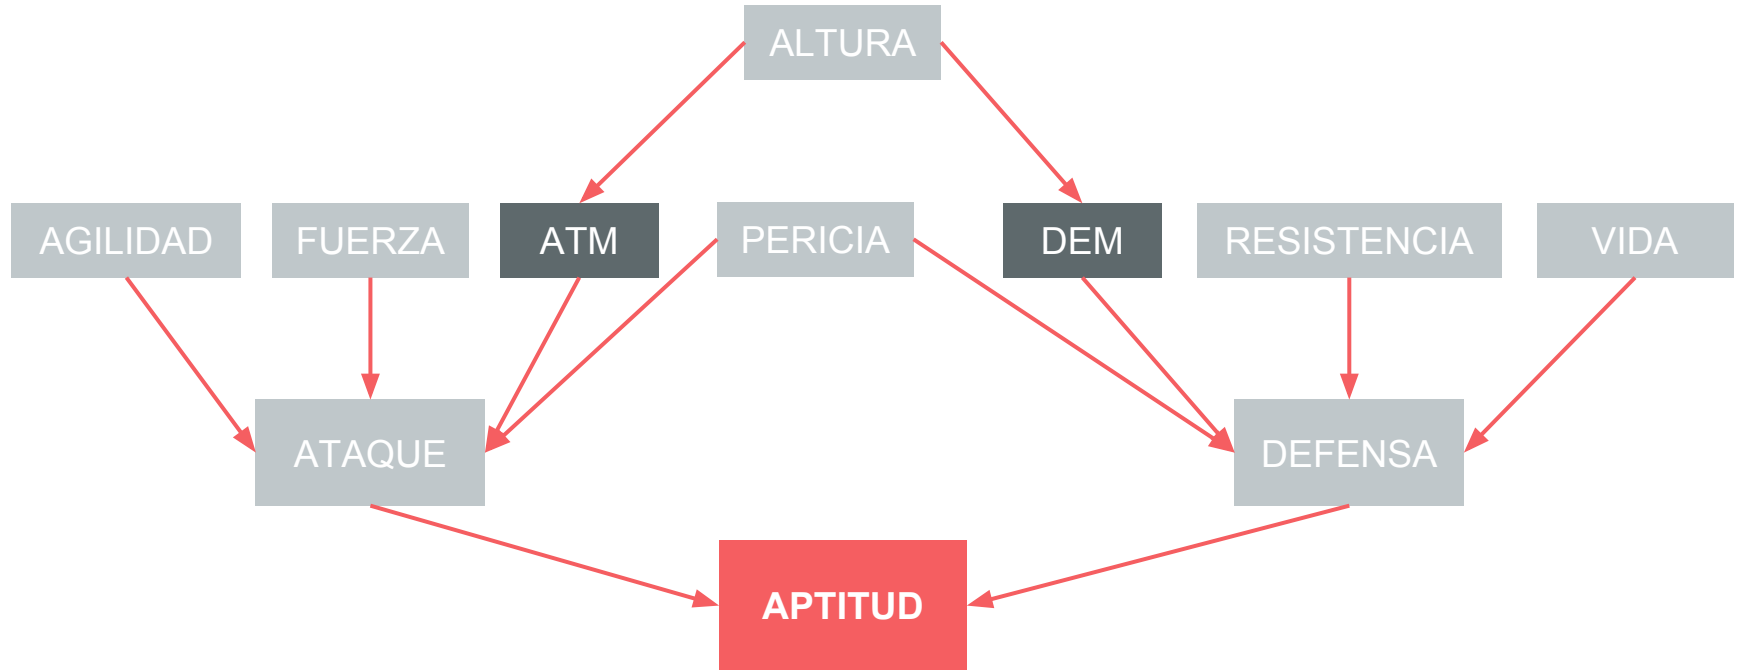 ALTURA
AGILIDAD
FUERZA
ATM
PERICIA
DEM
RESISTENCIA
VIDA
ATAQUE
DEFENSA
APTITUD